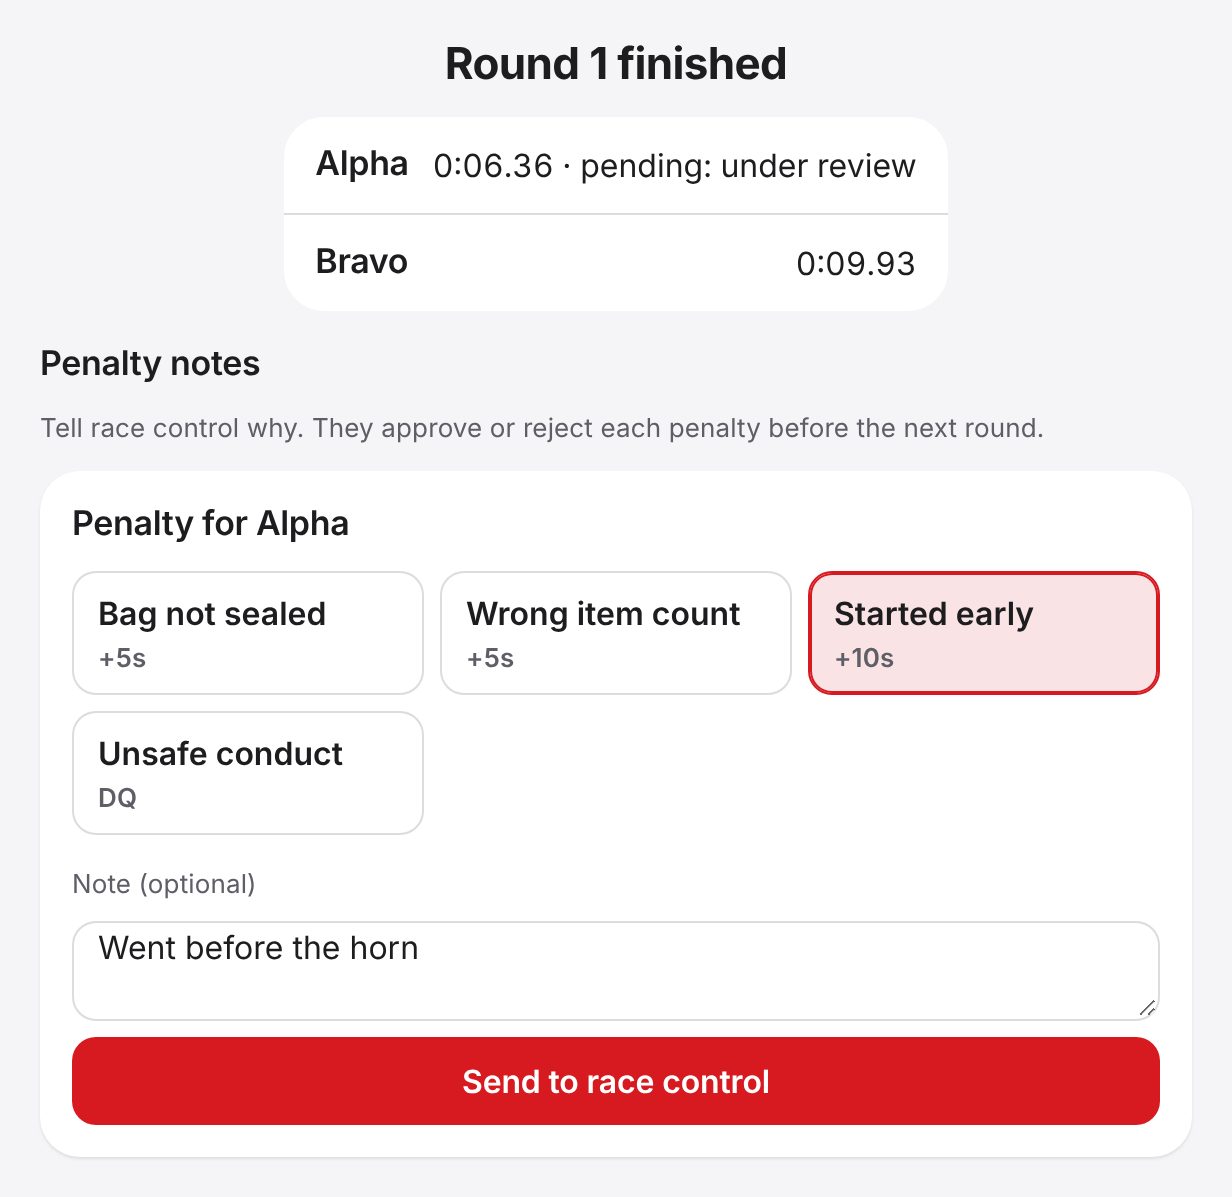 Round 1 finished
Alpha 0:06.36 · pending: under review
Bravo 0:09.93
Penalty notes
Tell race control why. They approve or reject each penalty before the next round.
Penalty for Alpha
Bag not sealed
+5s
Wrong item count
+5s
Started early
+10s
Unsafe conduct
DQ
Note (optional)
Went before the horn
Send to race control